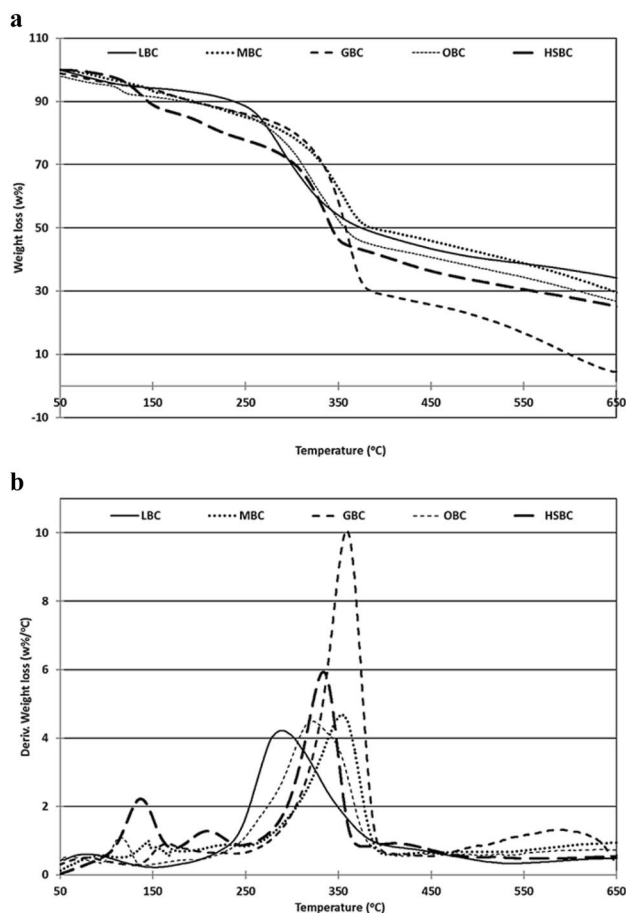 a
110
LBC MBC GBC OBC HSBC
90
70
50
30
10
-10
Weight loss (w%)
50 150 250 350 450 550 650
Temperature (°C)
b
LBC MBC GBC OBC HSBC
10
8
6
4
2
0
Deriv. Weight loss (w%/°C)
50 150 250 350 450 550 650
Temperature (°C)